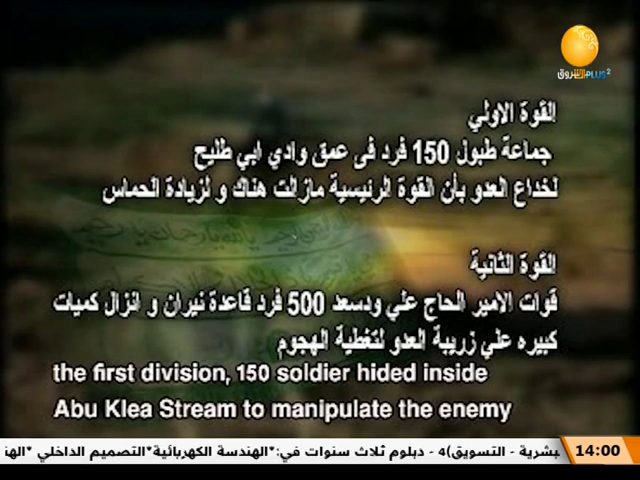 الشروق PLUS2
القوة الاولي
جماعة طبول 150 فرد فى عمق وادي ابي طليح
لخداع العدو بأن القوة الرئيسية مازالت هناك و لزيادة الحماس
القوة الثانية
قوات الامير الحاج علي ودسعد 500 فرد قاعدة نيران و انزال كميات
كبيره علي زريبة العدو لتغطية الهجوم
the first division, 150 soldier hided inside
Abu Klea Stream to manipulate the enemy
لبشرية - التسويق)4 - دبلوم ثلاث سنوات في:*الهندسة الكهربائية*التصميم الداخلي *الهند
14:00